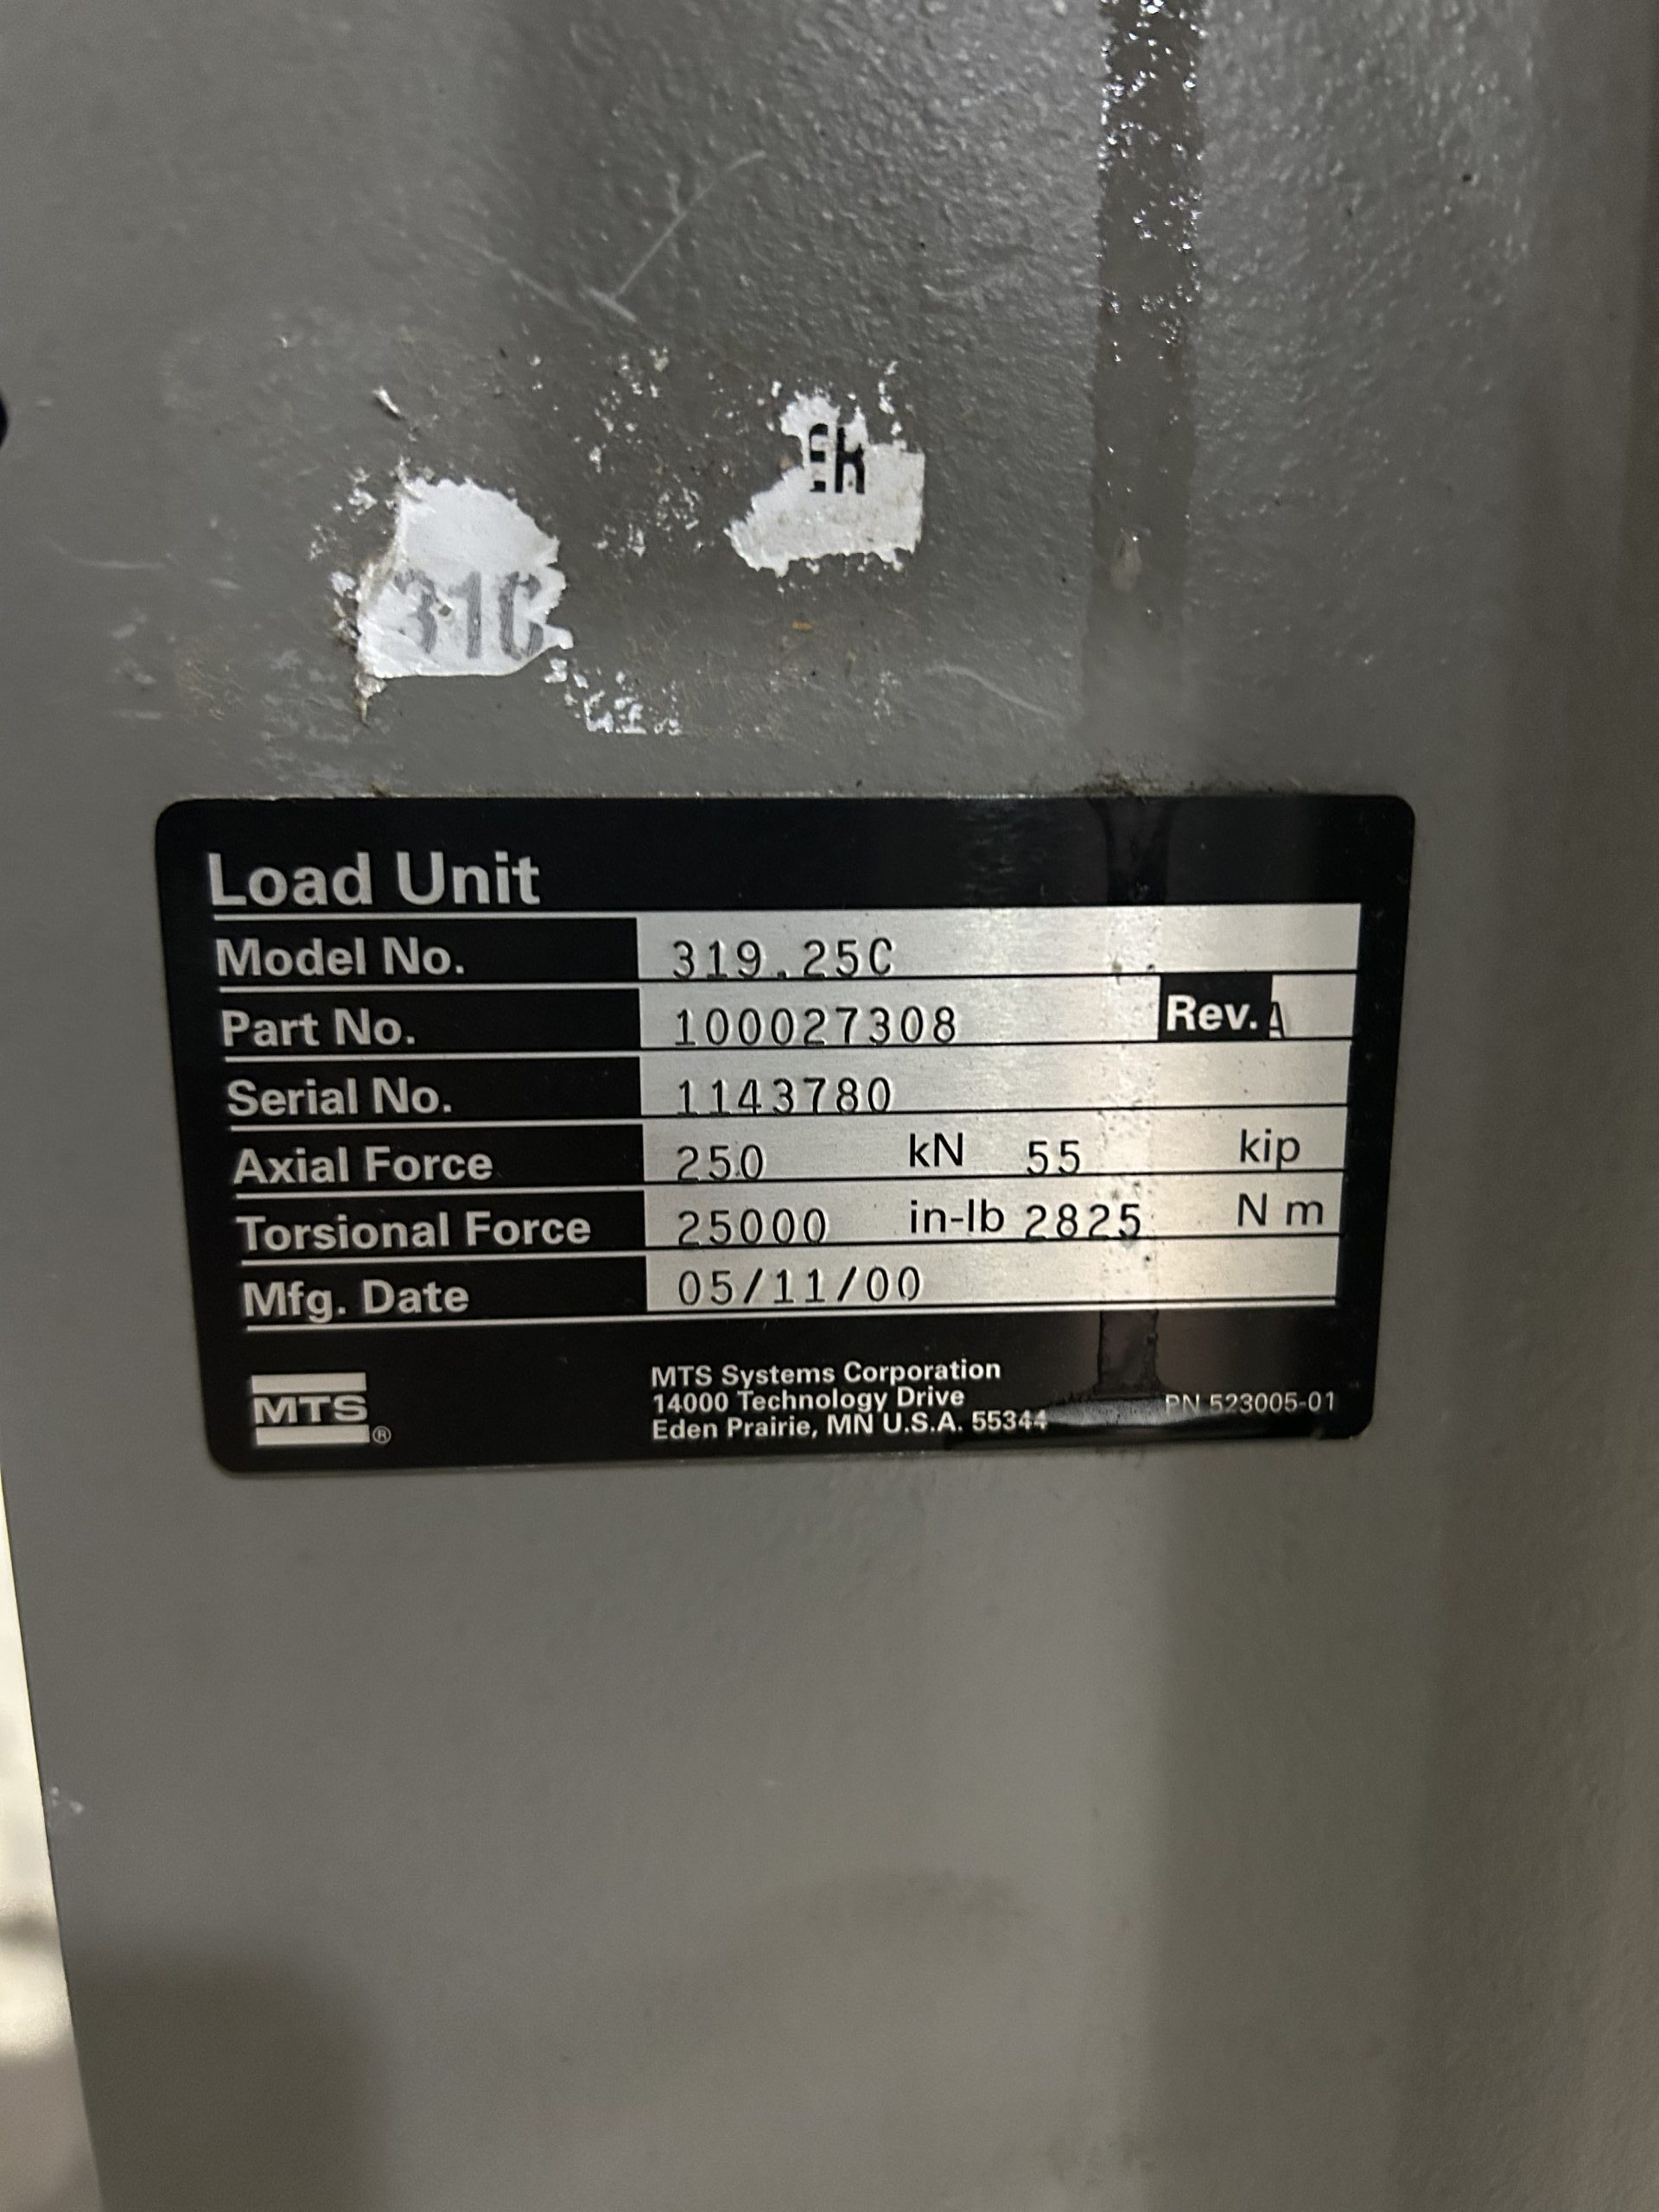 31C
Load Unit
Model No. 319.25C
Part No. 100027308 Rev. A
Serial No. 1143780
Axial Force 250 kN 55 kip
Torsional Force 25000 in-lb 2825 N m
Mfg. Date 05/11/00
MTS ®
MTS Systems Corporation
14000 Technology Drive
Eden Prairie, MN U.S.A. 55344
PN 523005-01